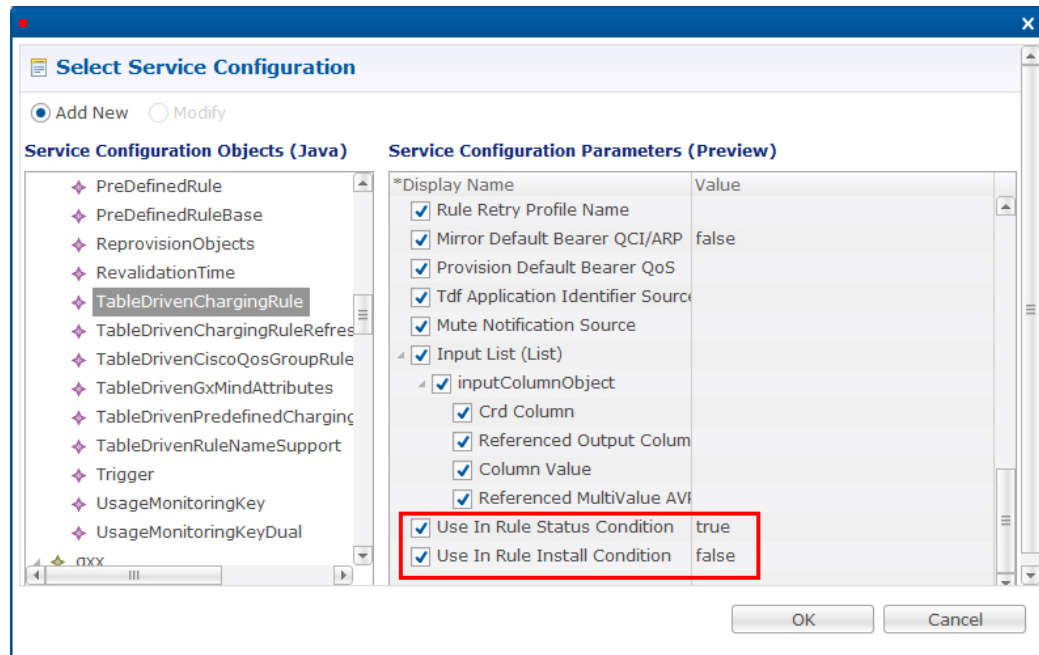 Select Service Configuration
Add New Modify
Service Configuration Objects (Java)
PreDefinedRule
PreDefinedRuleBase
ReprovisionObjects
RevalidationTime
TableDrivenChargingRule
TableDrivenChargingRuleRefres
TableDrivenCiscoQosGroupRule
TableDrivenGxMindAttributes
TableDrivenPredefinedCharging
TableDrivenRuleNameSupport
Trigger
UsageMonitoringKey
UsageMonitoringKeyDual
gxx
Service Configuration Parameters (Preview)
*Display Name Value
Rule Retry Profile Name
Mirror Default Bearer QCI/ARP false
Provision Default Bearer QoS
Tdf Application Identifier Source
Mute Notification Source
Input List (List)
inputColumnObject
Crd Column
Referenced Output Colum
Column Value
Referenced MultiValue AVP
Use In Rule Status Condition true
Use In Rule Install Condition false
OK Cancel